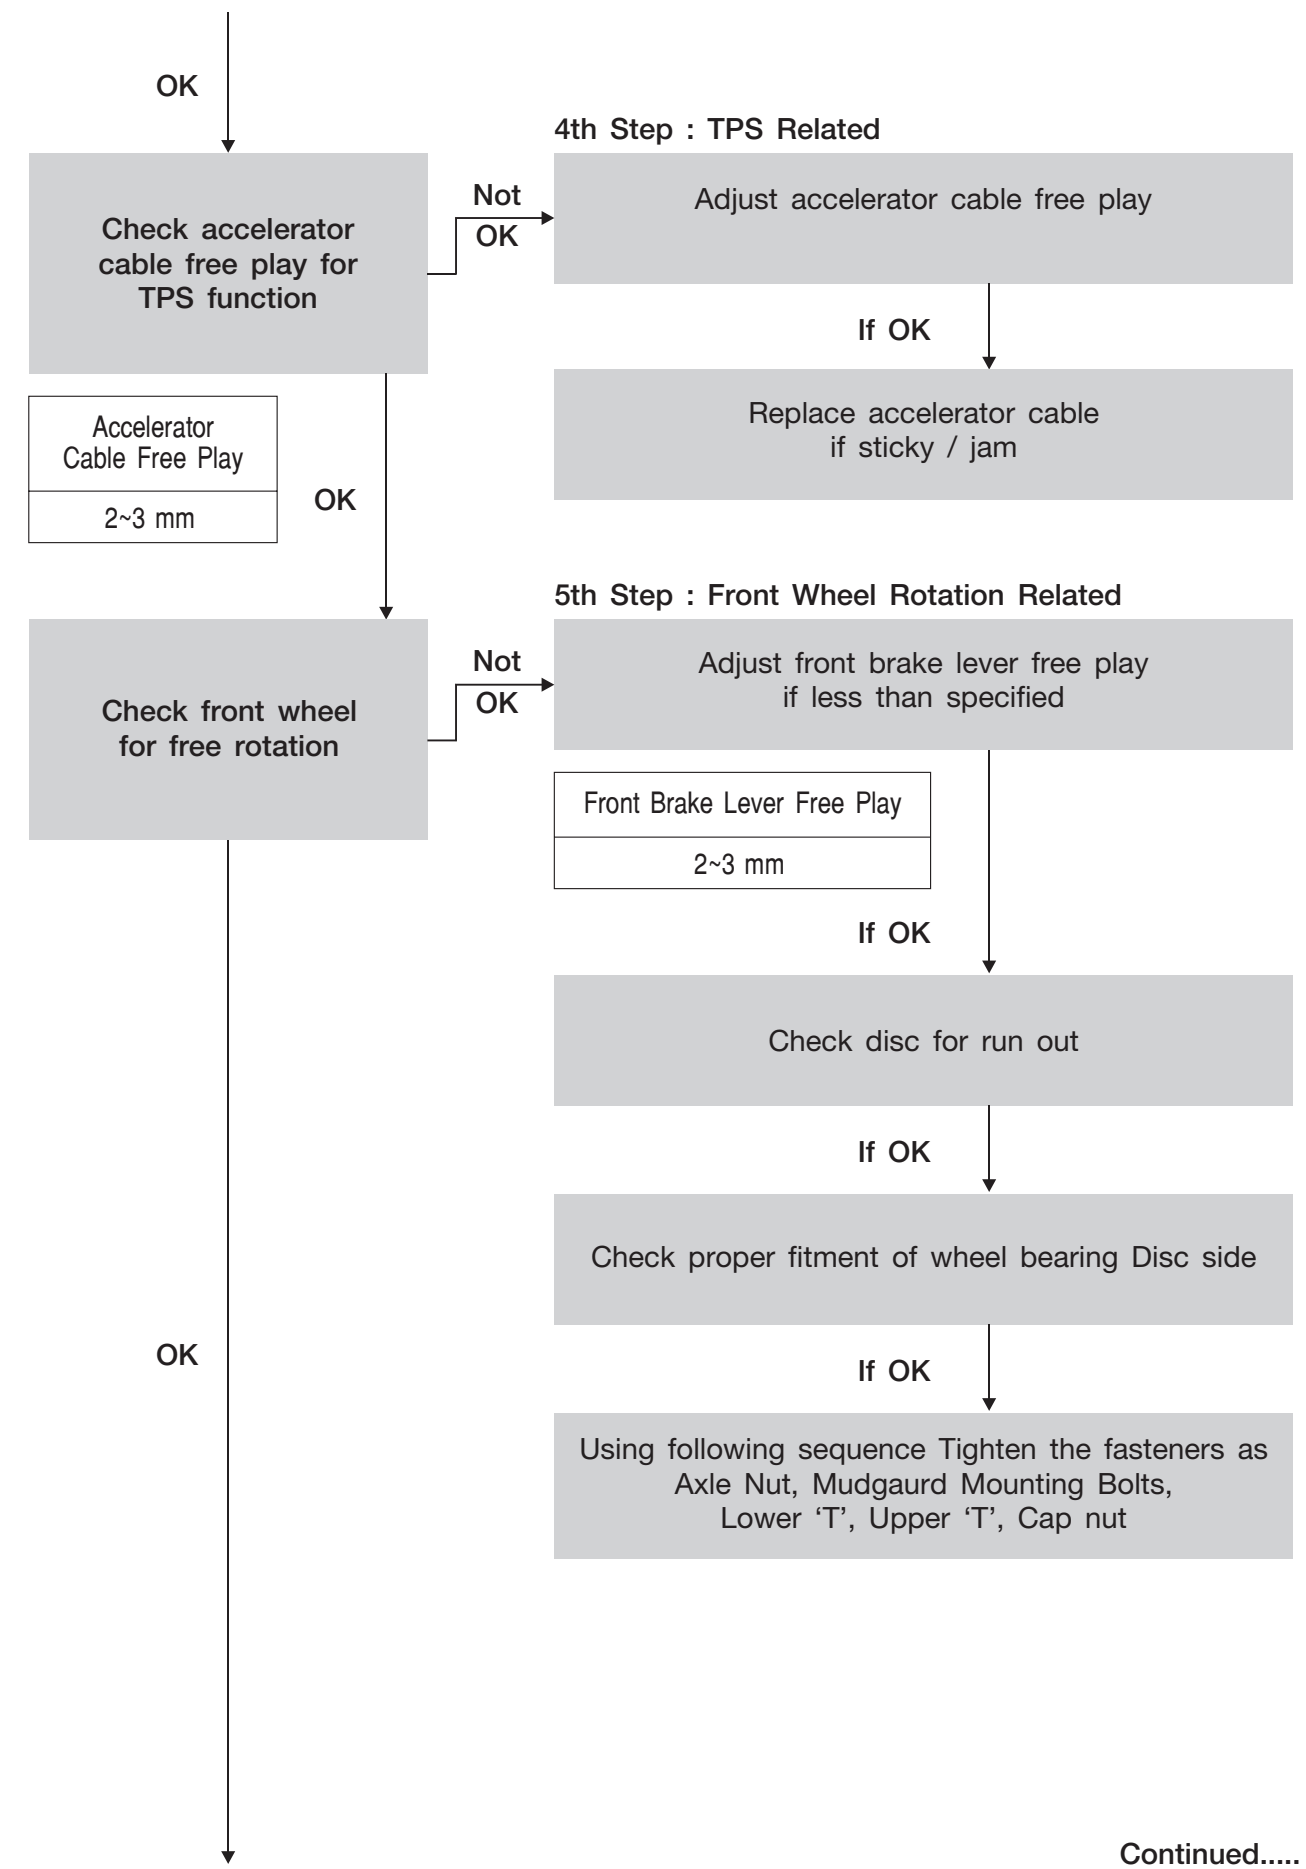 OK
4th Step : TPS Related
Check accelerator
cable free play for
TPS function
Not
OK
Adjust accelerator cable free play
If OK
Replace accelerator cable
if sticky / jam
Accelerator
Cable Free Play
2~3 mm
OK
5th Step : Front Wheel Rotation Related
Check front wheel
for free rotation
Not
OK
Adjust front brake lever free play
if less than specified
Front Brake Lever Free Play
2~3 mm
If OK
Check disc for run out
If OK
Check proper fitment of wheel bearing Disc side
OK
If OK
Using following sequence Tighten the fasteners as
Axle Nut, Mudgaurd Mounting Bolts,
Lower ‘T’, Upper ‘T’, Cap nut
Continued.....